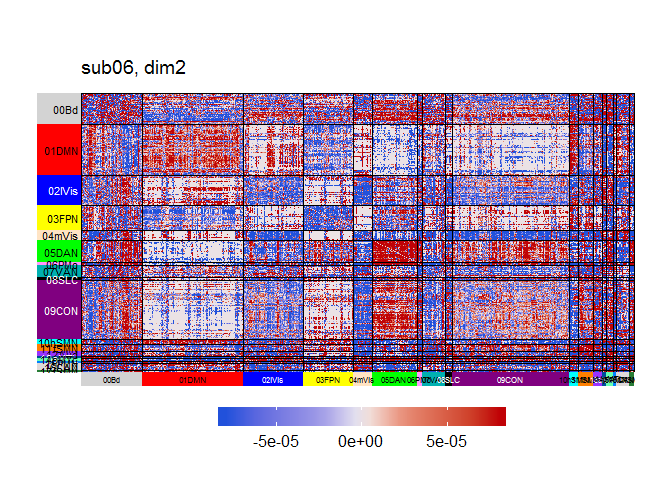 sub06, dim2
00Bd
01DMN
02lVis
03FPN
04mVis
05DAN
07VAN
08SLC
09CON
00Bd
01DMN
02lVis
03FPN
04mVis
05DAN
08SLC
09CON
-5e-05
0e+00
5e-05